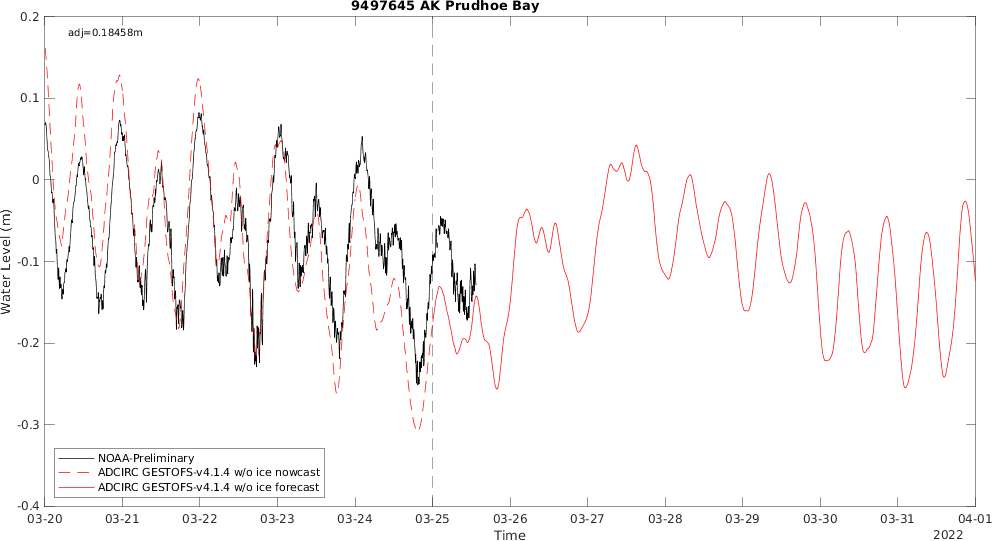 9497645 AK Prudhoe Bay
adj=0.18458m
0.2
0.1
0
-0.1
-0.2
-0.3
-0.4
Water Level (m)
NOAA-Preliminary
ADCIRC GESTOFS-v4.1.4 w/o ice nowcast
ADCIRC GESTOFS-v4.1.4 w/o ice forecast
03-20 03-21 03-22 03-23 03-24 03-25 03-26 03-27 03-28 03-29 03-30 03-31 04-01
Time
2022